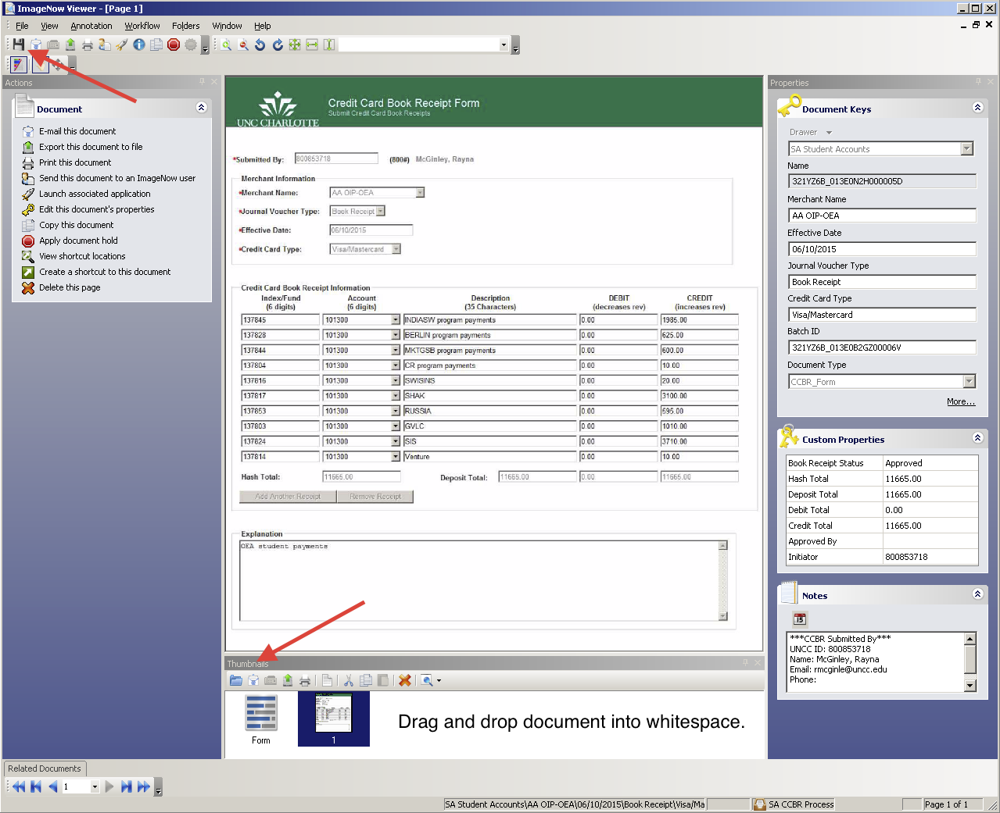 ImageNow Viewer - [Page 1]
File View Annotation Workflow Folders Window Help
Actions
Document
E-mail this document
Export this document to file
Print this document
Send this document to an ImageNow user
Launch associated application
Edit this document's properties
Copy this document
Apply document hold
View shortcut locations
Create a shortcut to this document
Delete this page
UNC CHARLOTTE
Credit Card Book Receipt Form
Submit Credit Card Book Receipts
*Submitted By: 800853718 (800#) McGinley, Rayna
Merchant Information
*Merchant Name: AA OIP-OEA
*Journal Voucher Type: Book Receipt
*Effective Date: 06/10/2015
*Credit Card Type: Visa/Mastercard
Credit Card Book Receipt Information
Index/Fund Account Description DEBIT CREDIT
(6 digits) (6 digits) (35 Characters) (decreases rev) (increases rev)
137845 101300 INDIASW program payments 0.00 1985.00
137828 101300 BERLIN program payments 0.00 625.00
137844 101300 MKTGSB program payments 0.00 600.00
137804 101300 CR program payments 0.00 10.00
137816 101300 SWISINS 0.00 20.00
137817 101300 SHAK 0.00 3100.00
137853 101300 RUSSIA 0.00 595.00
137803 101300 GVLC 0.00 1010.00
137824 101300 SIS 0.00 3710.00
137814 101300 Venture 0.00 10.00
Hash Total: 11665.00 Deposit Total: 11665.00 0.00 11665.00
Add Another Receipt Remove Receipt
Explanation
OEA student payments
Thumbnails
Form
1
Drag and drop document into whitespace.
Properties
Document Keys
Drawer
SA Student Accounts
Name
321YZ6B_013E0N2H000005D
Merchant Name
AA OIP-OEA
Effective Date
06/10/2015
Journal Voucher Type
Book Receipt
Credit Card Type
Visa/Mastercard
Batch ID
321YZ6B_013E0B2GZ00006V
Document Type
CCBR_Form
More...
Custom Properties
Book Receipt Status Approved
Hash Total 11665.00
Deposit Total 11665.00
Debit Total 0.00
Credit Total 11665.00
Approved By
Initiator 800853718
Notes
15
***CCBR Submitted By***
UNCC ID: 800853718
Name: McGinley, Rayna
Email: rmcginle@uncc.edu
Phone:
Related Documents
1
SA Student Accounts\AA OIP-OEA\06/10/2015\Book Receipt\Visa/Ma
SA CCBR Process
Page 1 of 1